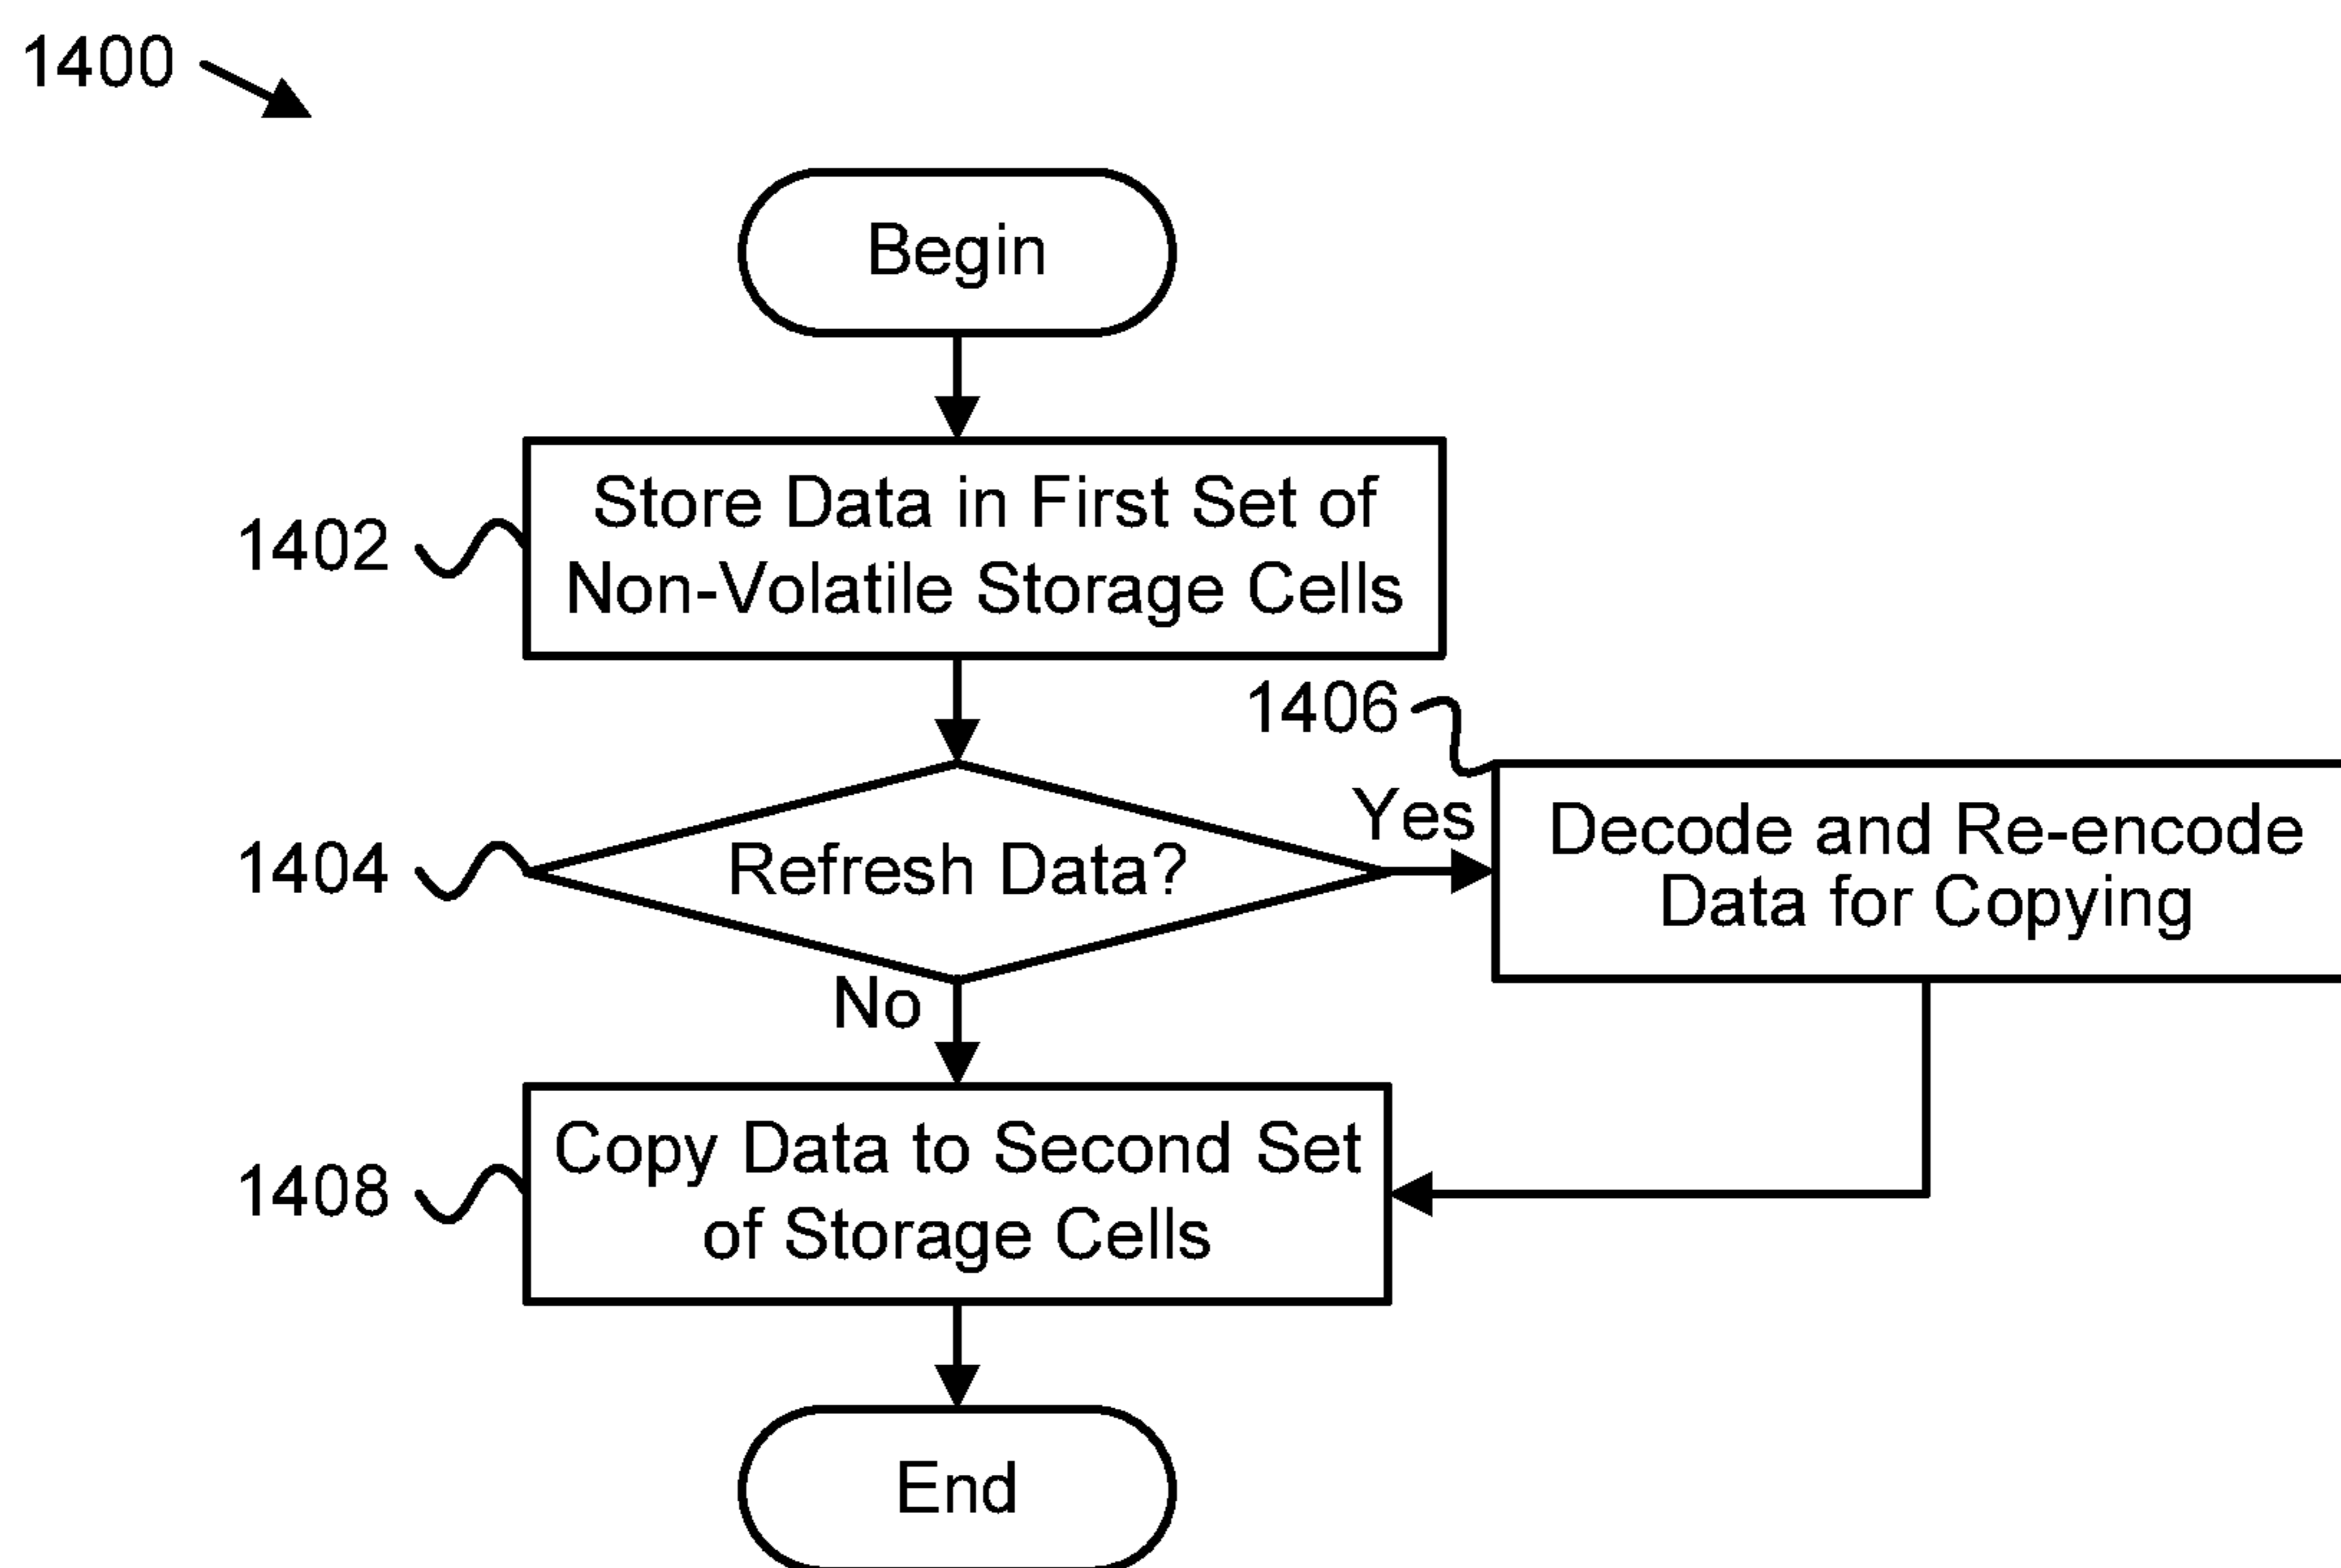 1400
Begin
1402
Store Data in First Set of
Non-Volatile Storage Cells
1406
1404
Refresh Data?
Yes
Decode and Re-encode
Data for Copying
No
1408
Copy Data to Second Set
of Storage Cells
End